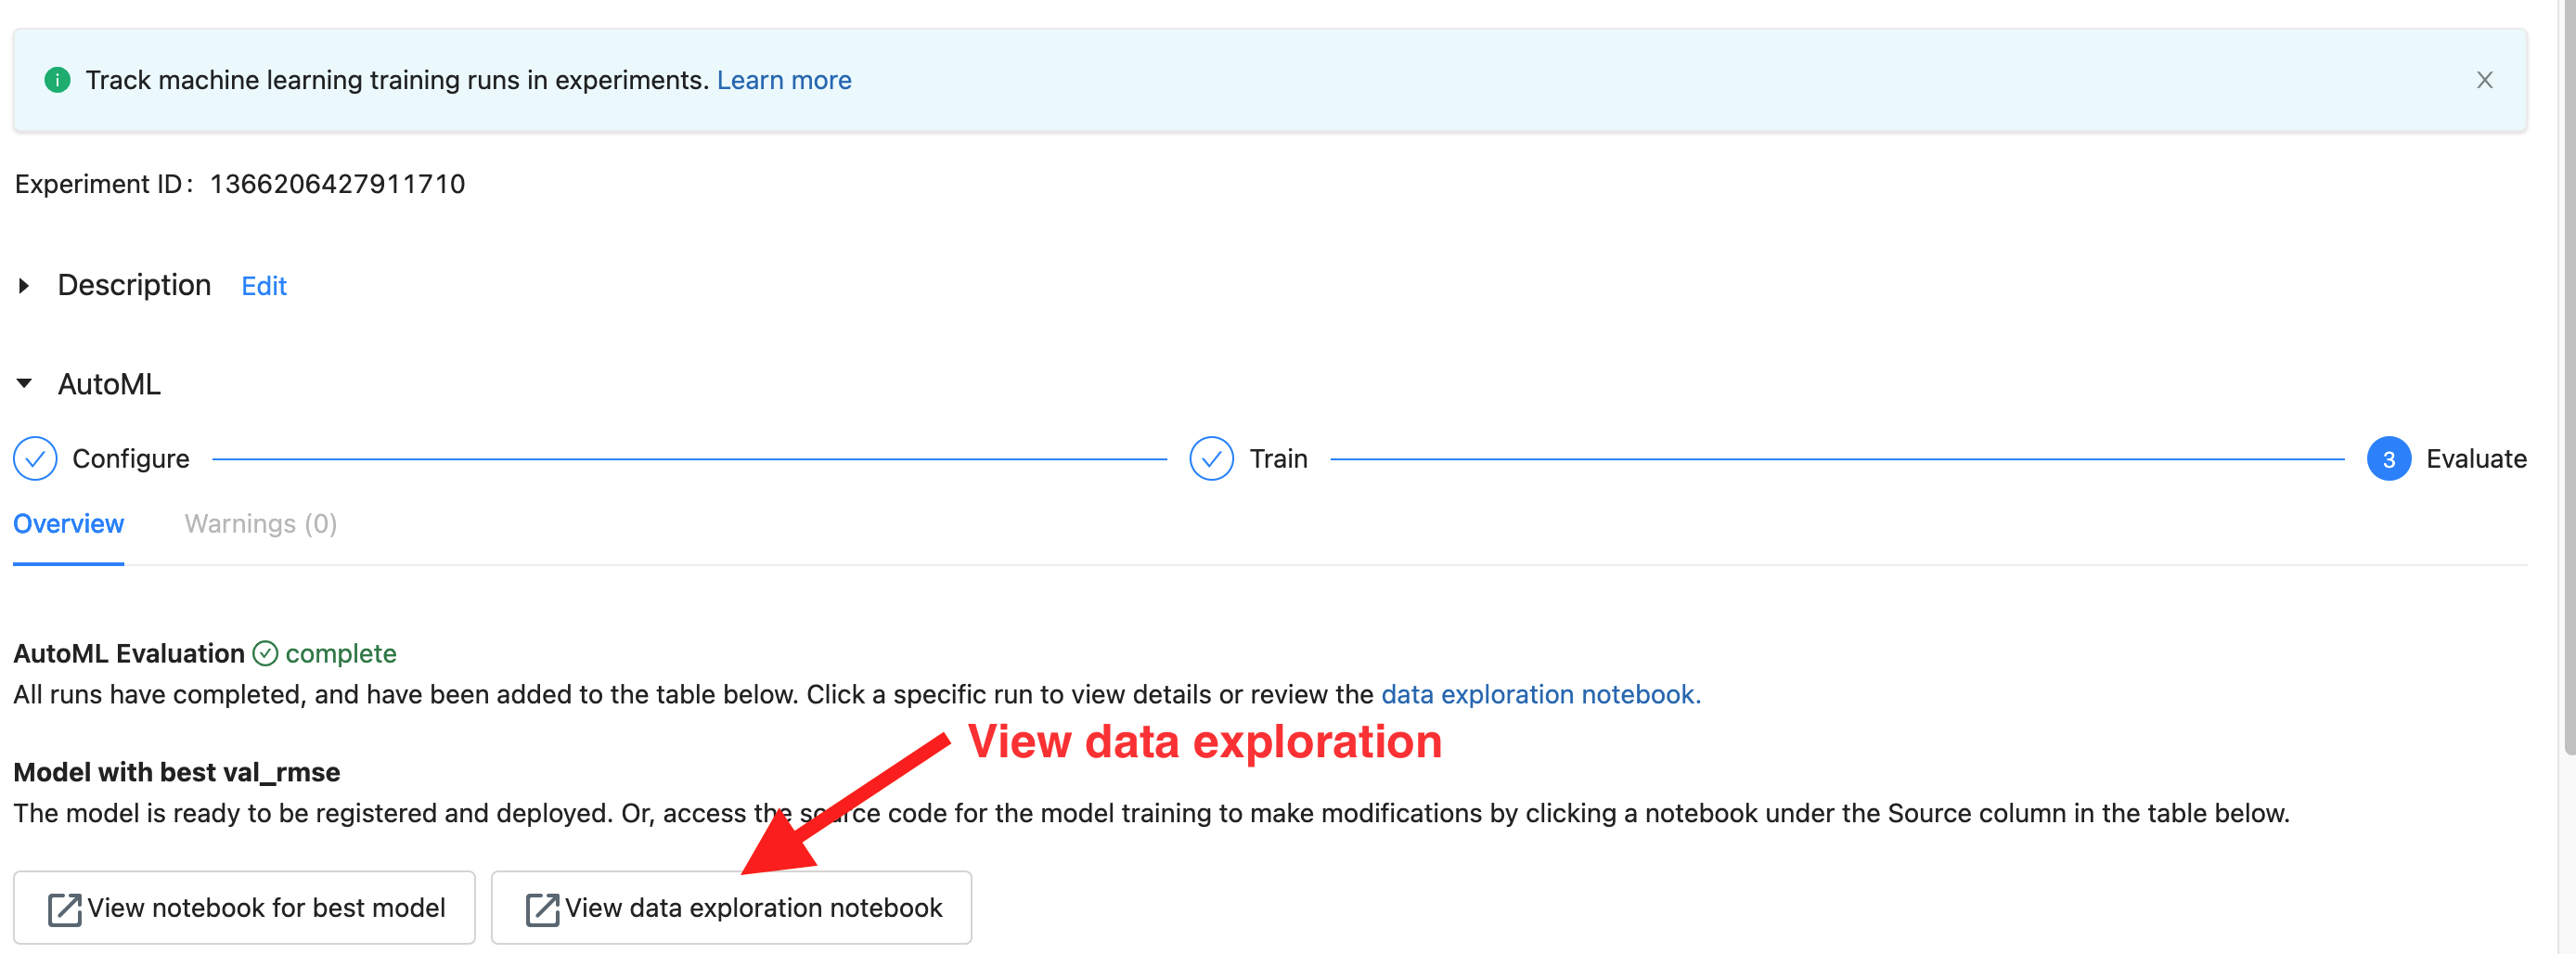 Track machine learning training runs in experiments. Learn more
Experiment ID: 1366206427911710
Description Edit
AutoML
Configure Train 3 Evaluate
Overview Warnings (0)
AutoML Evaluation complete
All runs have completed, and have been added to the table below. Click a specific run to view details or review the data exploration notebook.
View data exploration
Model with best val_rmse
The model is ready to be registered and deployed. Or, access the source code for the model training to make modifications by clicking a notebook under the Source column in the table below.
View notebook for best model View data exploration notebook